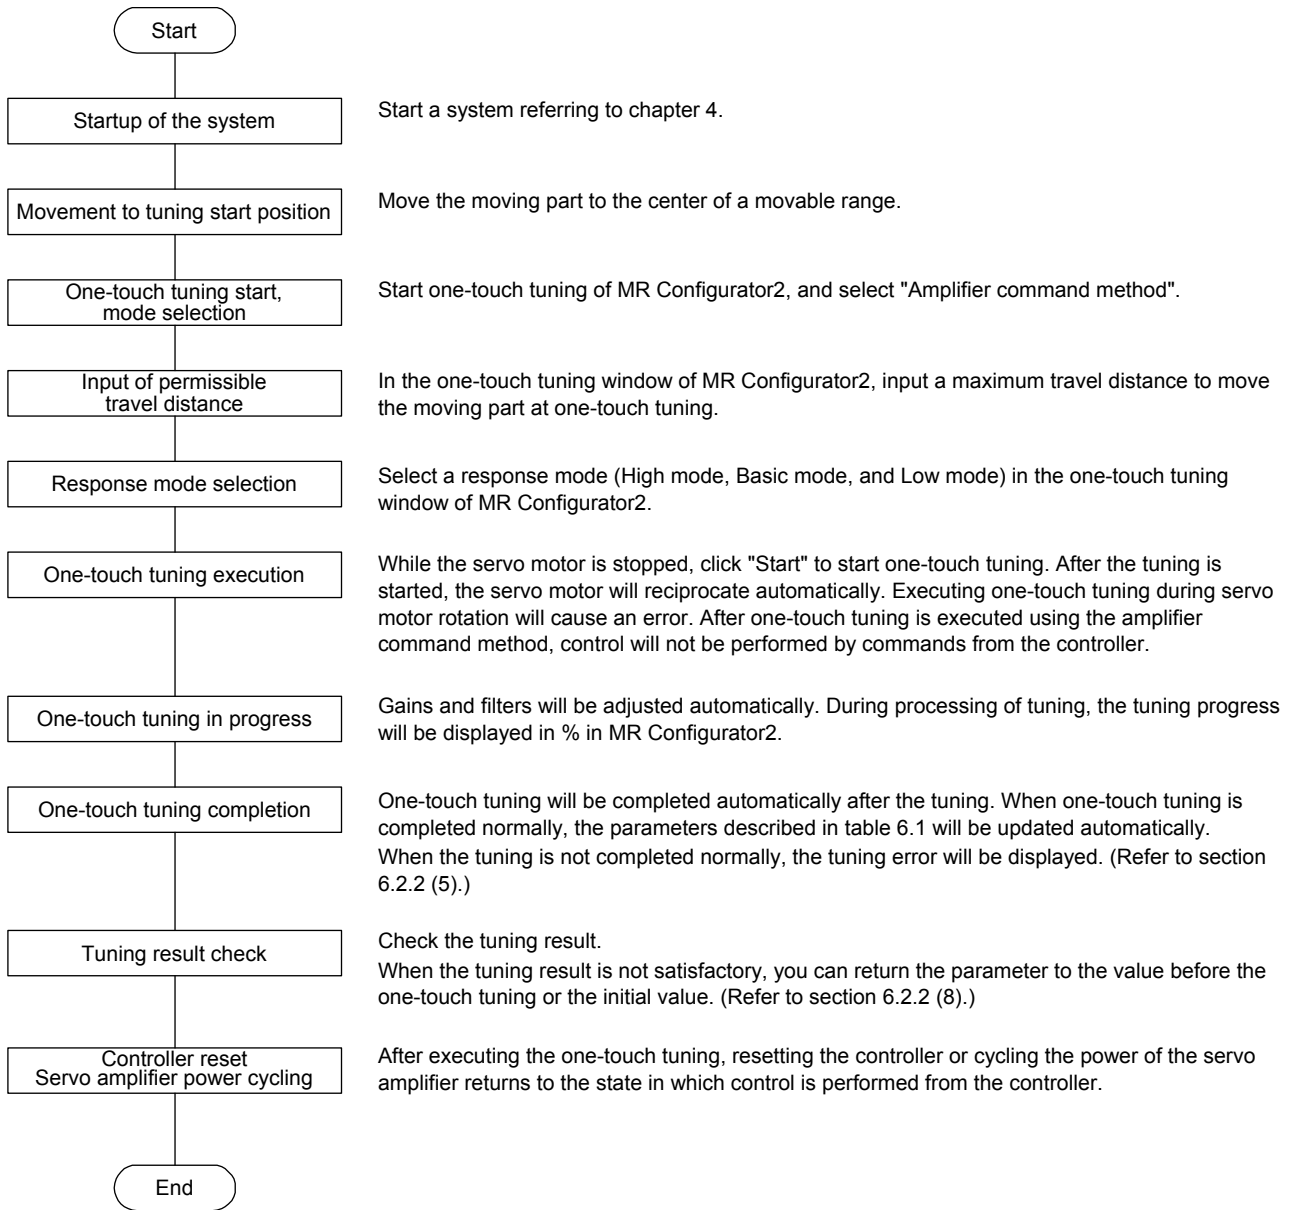 Start
Startup of the system
Start a system referring to chapter 4.
Movement to tuning start position
Move the moving part to the center of a movable range.
One-touch tuning start,
mode selection
Start one-touch tuning of MR Configurator2, and select "Amplifier command method".
Input of permissible
travel distance
In the one-touch tuning window of MR Configurator2, input a maximum travel distance to move
the moving part at one-touch tuning.
Response mode selection
Select a response mode (High mode, Basic mode, and Low mode) in the one-touch tuning
window of MR Configurator2.
One-touch tuning execution
While the servo motor is stopped, click "Start" to start one-touch tuning. After the tuning is
started, the servo motor will reciprocate automatically. Executing one-touch tuning during servo
motor rotation will cause an error. After one-touch tuning is executed using the amplifier
command method, control will not be performed by commands from the controller.
One-touch tuning in progress
Gains and filters will be adjusted automatically. During processing of tuning, the tuning progress
will be displayed in % in MR Configurator2.
One-touch tuning completion
One-touch tuning will be completed automatically after the tuning. When one-touch tuning is
completed normally, the parameters described in table 6.1 will be updated automatically.
When the tuning is not completed normally, the tuning error will be displayed. (Refer to section
6.2.2 (5).)
Tuning result check
Check the tuning result.
When the tuning result is not satisfactory, you can return the parameter to the value before the
one-touch tuning or the initial value. (Refer to section 6.2.2 (8).)
Controller reset
Servo amplifier power cycling
After executing the one-touch tuning, resetting the controller or cycling the power of the servo
amplifier returns to the state in which control is performed from the controller.
End